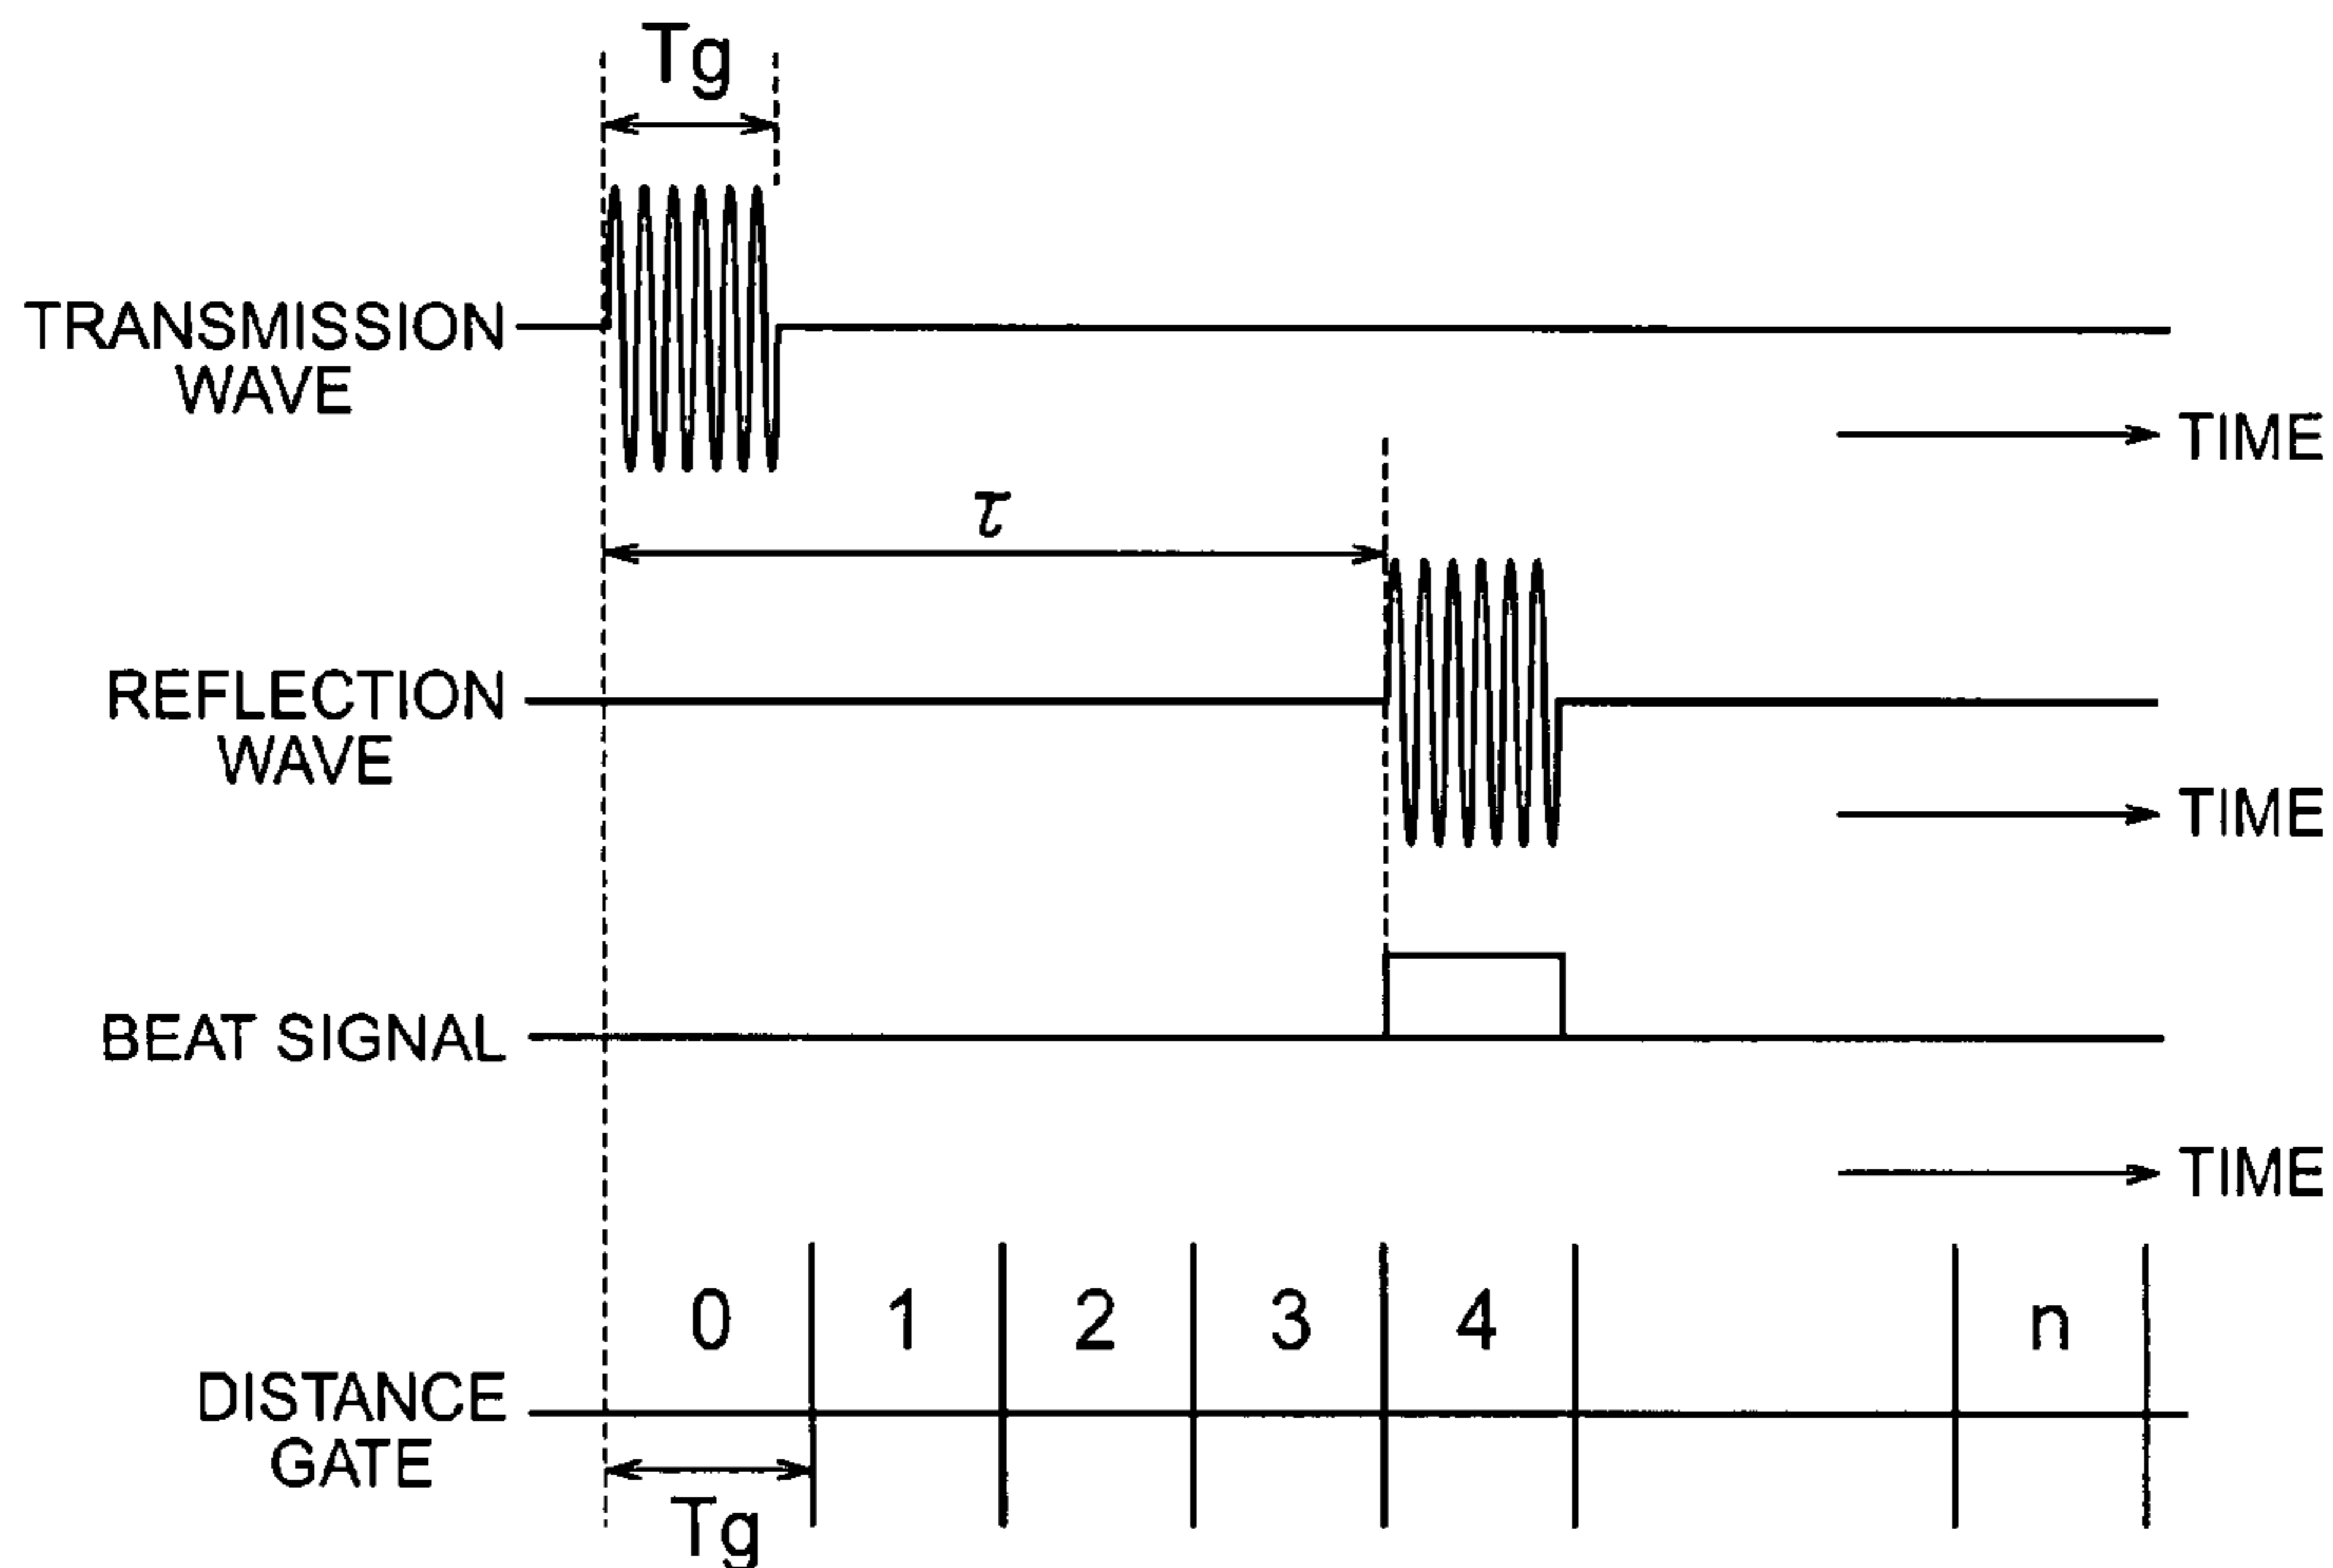 Tg
TRANSMISSION
WAVE
TIME
τ
REFLECTION
WAVE
TIME
BEAT SIGNAL
TIME
0 1 2 3 4 n
DISTANCE
GATE
Tg